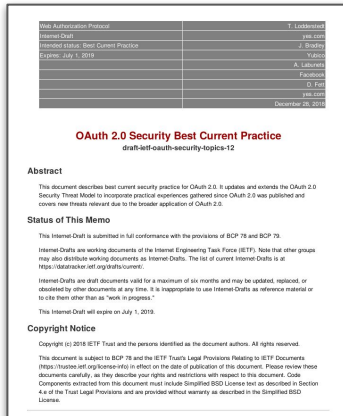 Web Authorization Protocol T. Lodderstedt
Internet-Draft yes.com
Intended status: Best Current Practice J. Bradley
Expires: July 1, 2019 Yubico
A. Labunets
Facebook
D. Fett
yes.com
December 28, 2018
OAuth 2.0 Security Best Current Practice
draft-ietf-oauth-security-topics-12
Abstract
This document describes best current security practice for OAuth 2.0. It updates and extends the OAuth 2.0
Security Threat Model to incorporate practical experiences gathered since OAuth 2.0 was published and
covers new threats relevant due to the broader application of OAuth 2.0.
Status of This Memo
This Internet-Draft is submitted in full conformance with the provisions of BCP 78 and BCP 79.
Internet-Drafts are working documents of the Internet Engineering Task Force (IETF). Note that other groups
may also distribute working documents as Internet-Drafts. The list of current Internet-Drafts is at
https://datatracker.ietf.org/drafts/current/.
Internet-Drafts are draft documents valid for a maximum of six months and may be updated, replaced, or
obsoleted by other documents at any time. It is inappropriate to use Internet-Drafts as reference material or
to cite them other than as "work in progress."
This Internet-Draft will expire on July 1, 2019.
Copyright Notice
Copyright (c) 2018 IETF Trust and the persons identified as the document authors. All rights reserved.
This document is subject to BCP 78 and the IETF Trust's Legal Provisions Relating to IETF Documents
(https://trustee.ietf.org/license-info) in effect on the date of publication of this document. Please review these
documents carefully, as they describe your rights and restrictions with respect to this document. Code
Components extracted from this document must include Simplified BSD License text as described in Section
4.e of the Trust Legal Provisions and are provided without warranty as described in the Simplified BSD
License.